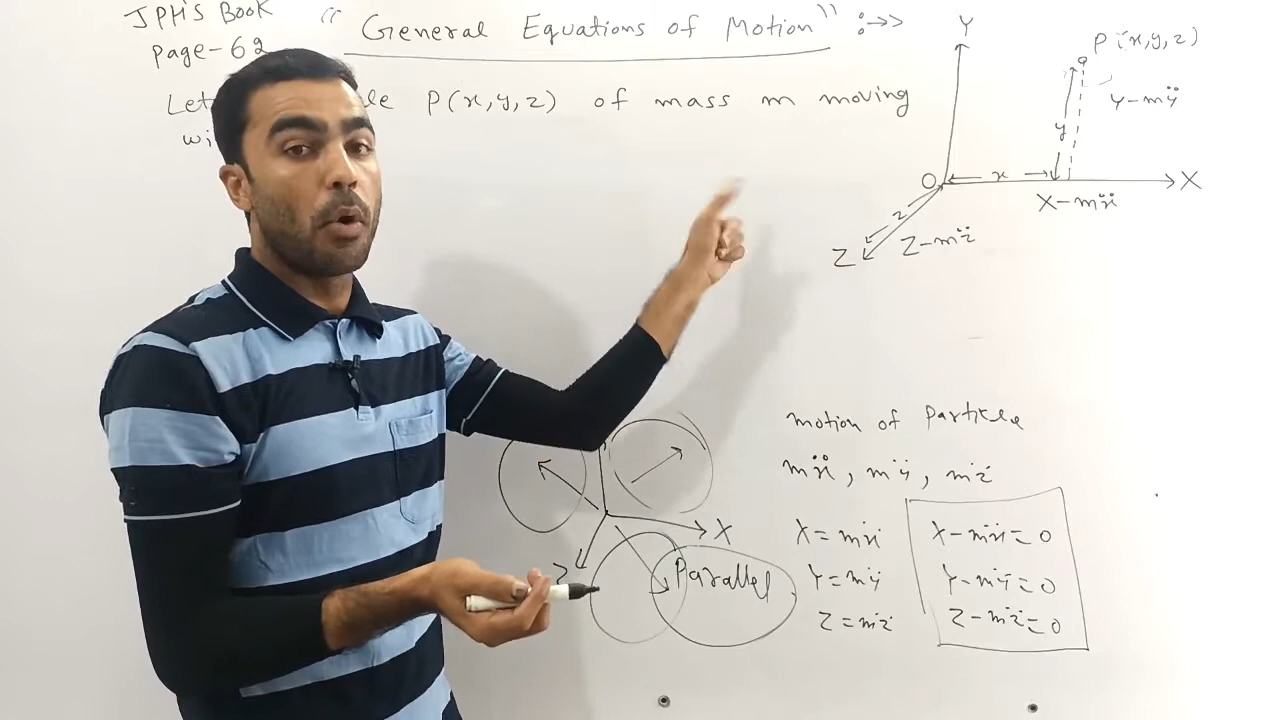 JPH'S BOOK
Page-62
" General Equations of Motion " :->>
Let le P(x,y,z) of mass m moving
wi
Y
P(x,y,z)
Y-mÿ
y
O
x
X
X-mẍ
z
Z
Z-mz̈
motion of Particle
mẍ, mÿ, mz̈
X
X=mẍ
X-mẍ=0
Parallel
Y=mÿ
Y-mÿ=0
Z=mz̈
Z-mz̈=0